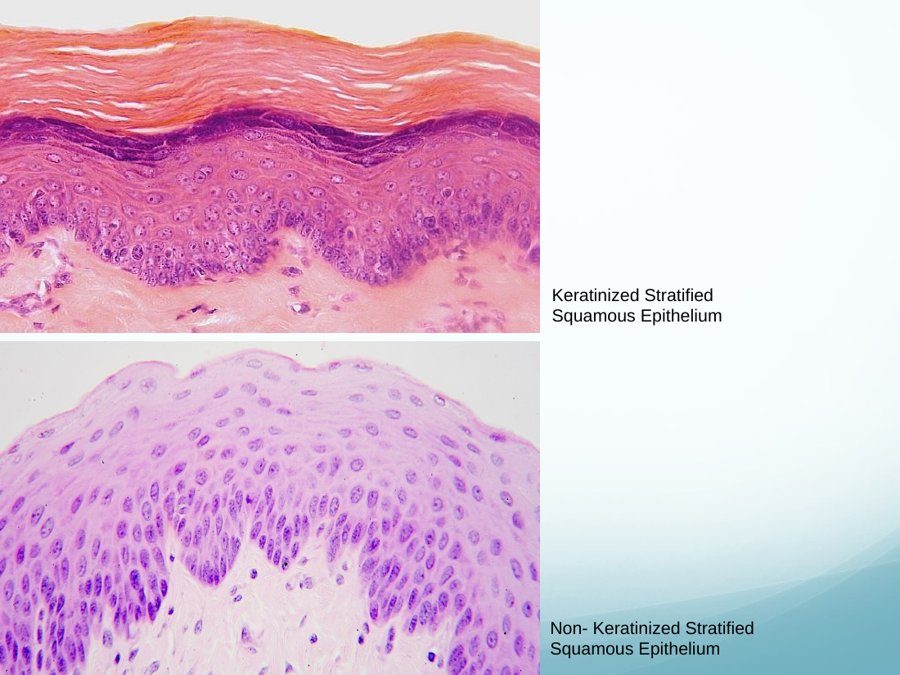 Keratinized Stratified
Squamous Epithelium
Non- Keratinized Stratified
Squamous Epithelium